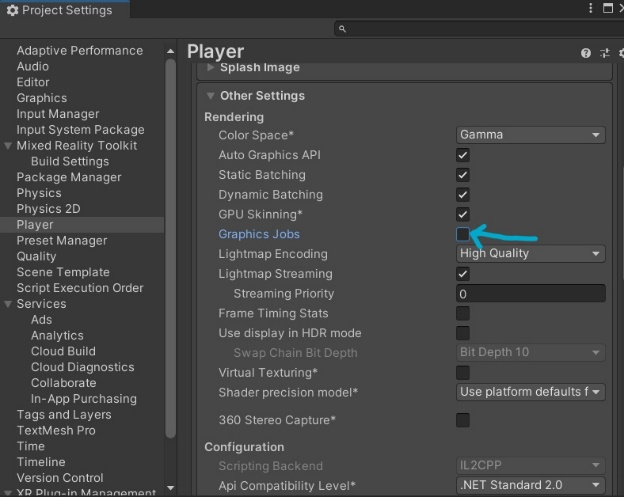 Project Settings
Adaptive Performance
Audio
Editor
Graphics
Input Manager
Input System Package
Mixed Reality Toolkit
Build Settings
Package Manager
Physics
Physics 2D
Player
Preset Manager
Quality
Scene Template
Script Execution Order
Services
Ads
Analytics
Cloud Build
Cloud Diagnostics
Collaborate
In-App Purchasing
Tags and Layers
TextMesh Pro
Time
Timeline
Version Control
XR Plug-in Management
Player
Splash Image
Other Settings
Rendering
Color Space* Gamma
Auto Graphics API
Static Batching
Dynamic Batching
GPU Skinning*
Graphics Jobs
Lightmap Encoding High Quality
Lightmap Streaming
Streaming Priority 0
Frame Timing Stats
Use display in HDR mode
Swap Chain Bit Depth Bit Depth 10
Virtual Texturing*
Shader precision model* Use platform defaults f
360 Stereo Capture*
Configuration
Scripting Backend IL2CPP
Api Compatibility Level* .NET Standard 2.0